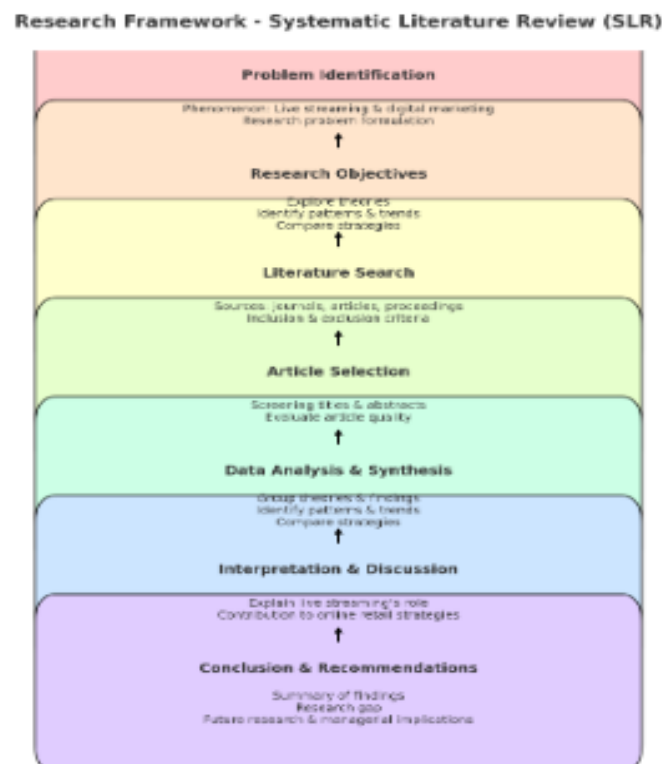 Research Framework - Systematic Literature Review (SLR)
Problem Identification
Phenomenon: Live streaming & digital marketing
Research problem formulation
Research Objectives
Explore theories
Identify patterns & trends
Compare strategies
Literature Search
Sources: journals, articles, proceedings
Inclusion & exclusion criteria
Article Selection
Screening titles & abstracts
Evaluate article quality
Data Analysis & Synthesis
Group theories & findings
Identify patterns & trends
Compare strategies
Interpretation & Discussion
Explain live streaming's role
Contribution to online retail strategies
Conclusion & Recommendations
Summary of findings
Research gap
Future research & managerial implications